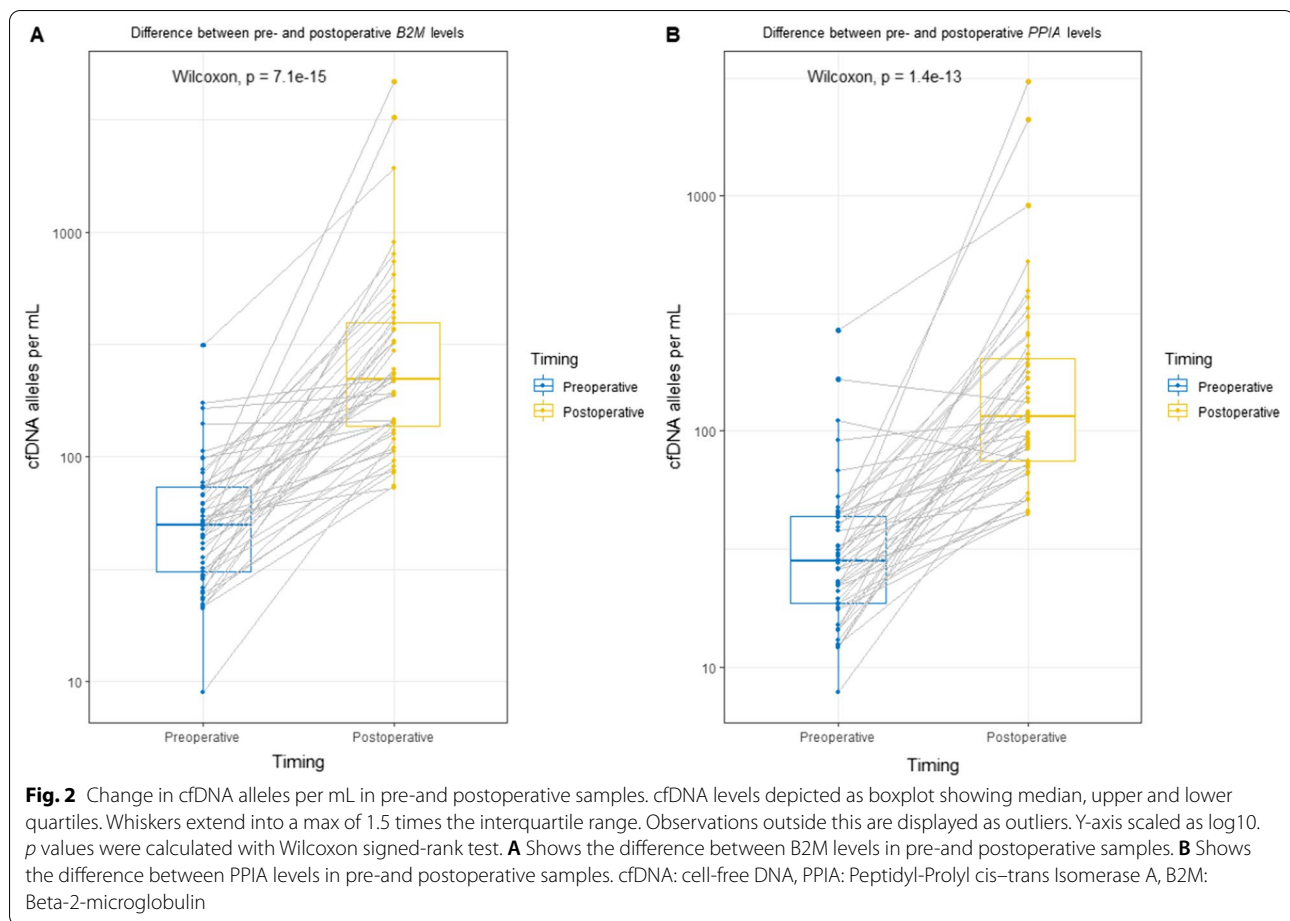 A
Difference between pre- and postoperative B2M levels
Wilcoxon, p = 7.1e-15
cfDNA alleles per mL
1000
100
10
Preoperative
Postoperative
Timing
Timing
Preoperative
Postoperative
B
Difference between pre- and postoperative PPIA levels
Wilcoxon, p = 1.4e-13
cfDNA alleles per mL
1000
100
10
Preoperative
Postoperative
Timing
Timing
Preoperative
Postoperative
Fig. 2 Change in cfDNA alleles per mL in pre-and postoperative samples. cfDNA levels depicted as boxplot showing median, upper and lower
quartiles. Whiskers extend into a max of 1.5 times the interquartile range. Observations outside this are displayed as outliers. Y-axis scaled as log10.
p values were calculated with Wilcoxon signed-rank test. A Shows the difference between B2M levels in pre-and postoperative samples. B Shows
the difference between PPIA levels in pre-and postoperative samples. cfDNA: cell-free DNA, PPIA: Peptidyl-Prolyl cis–trans Isomerase A, B2M:
Beta-2-microglobulin